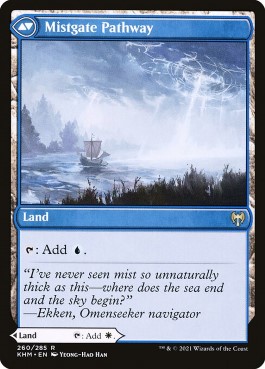 Mistgate Pathway
Land
: Add .
“I've never seen mist so unnaturally
thick as this—where does the sea end
and the sky begin?”
—Ekken, Omenseeker navigator
Land : Add .
260/285 R
KHM • EN Yeong-Hao Han
™ & © 2021 Wizards of the Coast